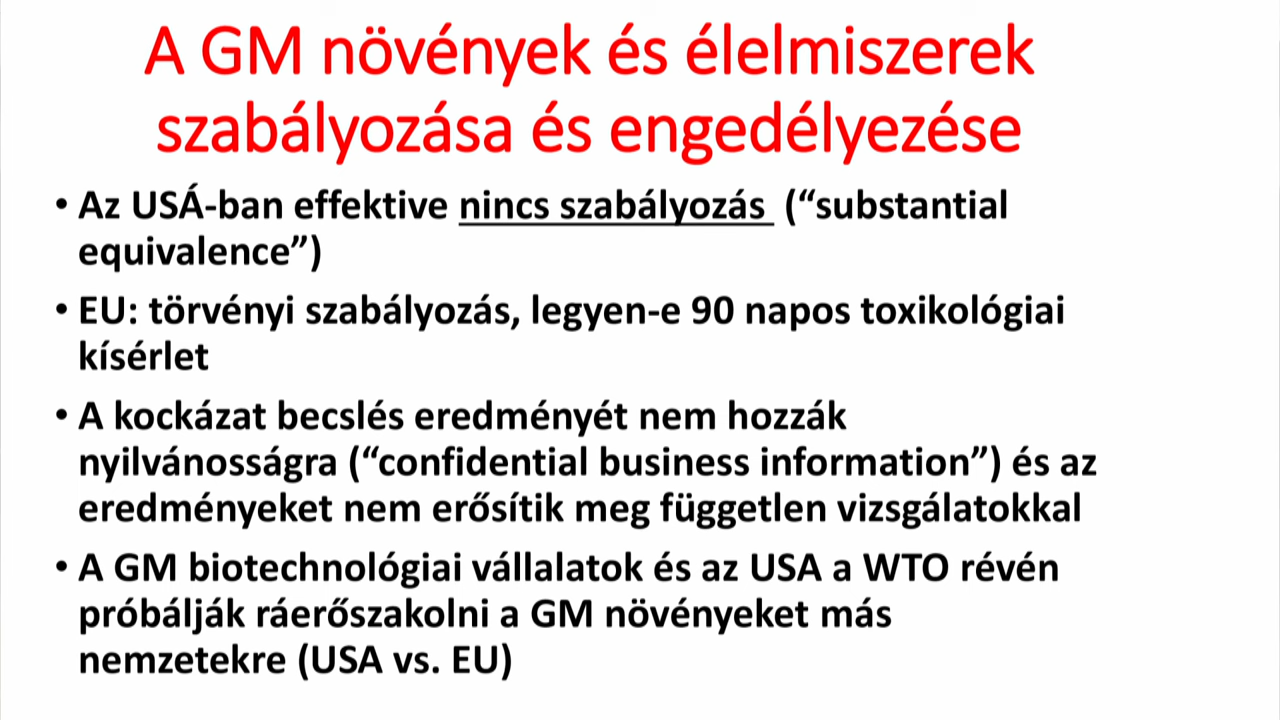 A GM növények és élelmiszerek
szabályozása és engedélyezése
• Az USÁ-ban effektive nincs szabályozás (“substantial
equivalence”)
• EU: törvényi szabályozás, legyen-e 90 napos toxikológiai
kísérlet
• A kockázat becslés eredményét nem hozzák
nyilvánosságra (“confidential business information”) és az
eredményeket nem erősítik meg független vizsgálatokkal
• A GM biotechnológiai vállalatok és az USA a WTO révén
próbálják ráerőszakolni a GM növényeket más
nemzetekre (USA vs. EU)